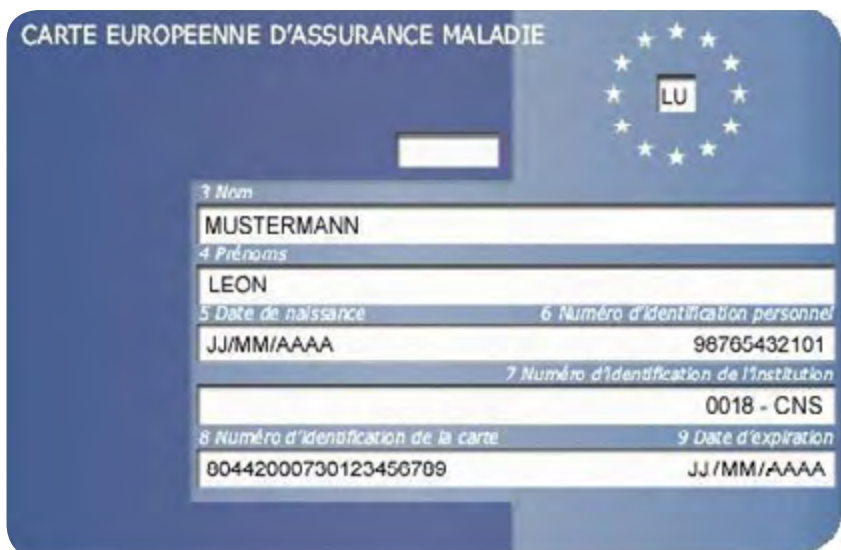 CARTE EUROPEENNE D'ASSURANCE MALADIE
LU
3 Nom
MUSTERMANN
4 Prénoms
LEON
5 Date de naissance 6 Numéro d'identification personnel
JJ/MM/AAAA 98765432101
7 Numéro d'identification de l'institution
0018 - CNS
8 Numéro d'identification de la carte 9 Date d'expiration
80442000730123456789 JJ/MM/AAAA